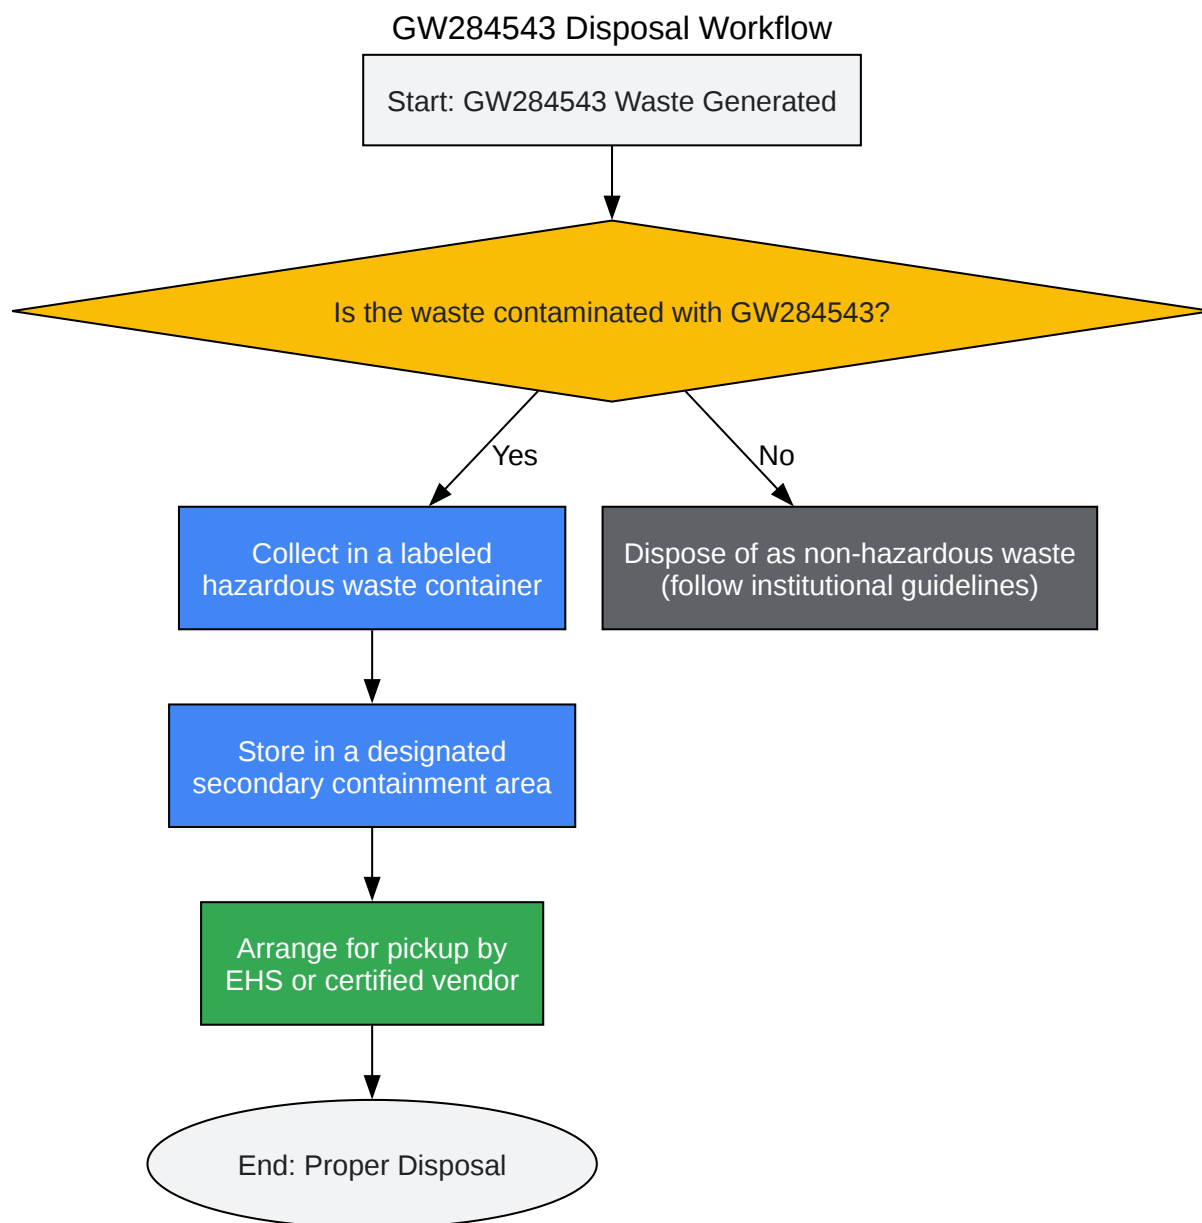 GW284543 Disposal Workflow
Start: GW284543 Waste Generated
Is the waste contaminated with GW284543?
Yes
No
Collect in a labeled
hazardous waste container
Dispose of as non-hazardous waste
(follow institutional guidelines)
Store in a designated
secondary containment area
Arrange for pickup by
EHS or certified vendor
End: Proper Disposal